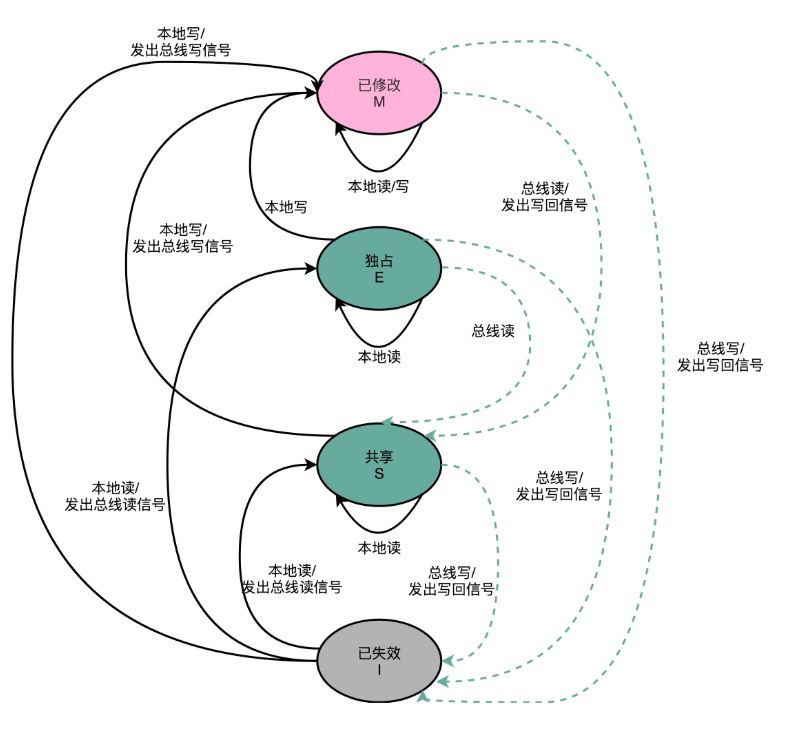 本地写/
发出总线写信号
已修改
M
本地读/写
总线读/
发出写回信号
本地写
本地写/
发出总线写信号
独占
E
总线读
本地读
总线写/
发出写回信号
共享
S
本地读/
发出总线读信号
总线写/
发出写回信号
本地读
本地读/
发出总线读信号
总线写/
发出写回信号
已失效
I